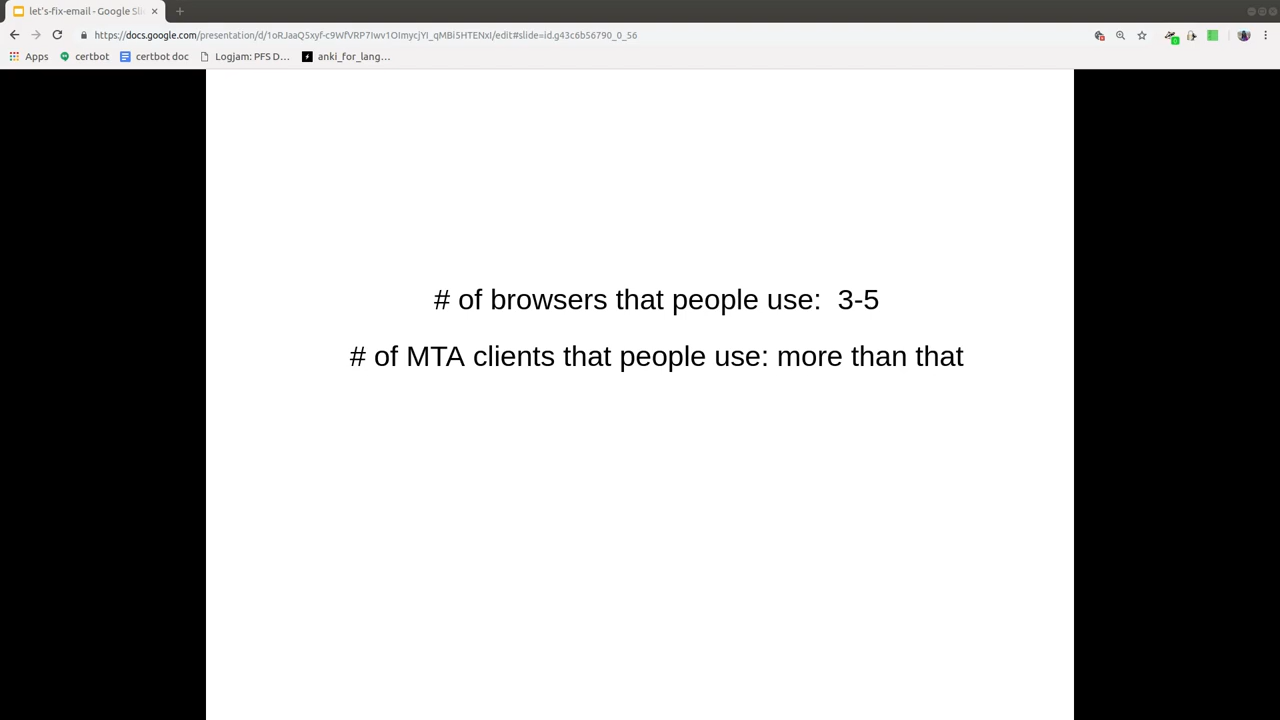 let's-fix-email - Google Sli
https://docs.google.com/presentation/d/1oRJaaQSxyf-c9WfVRP7Iwv1OImycjYI_qMBi5HTENxI/edit#slide=id.g43c6b56790_0_56
Apps certbot certbot doc Logjam: PFS D... anki_for_lang...
# of browsers that people use: 3-5
# of MTA clients that people use: more than that